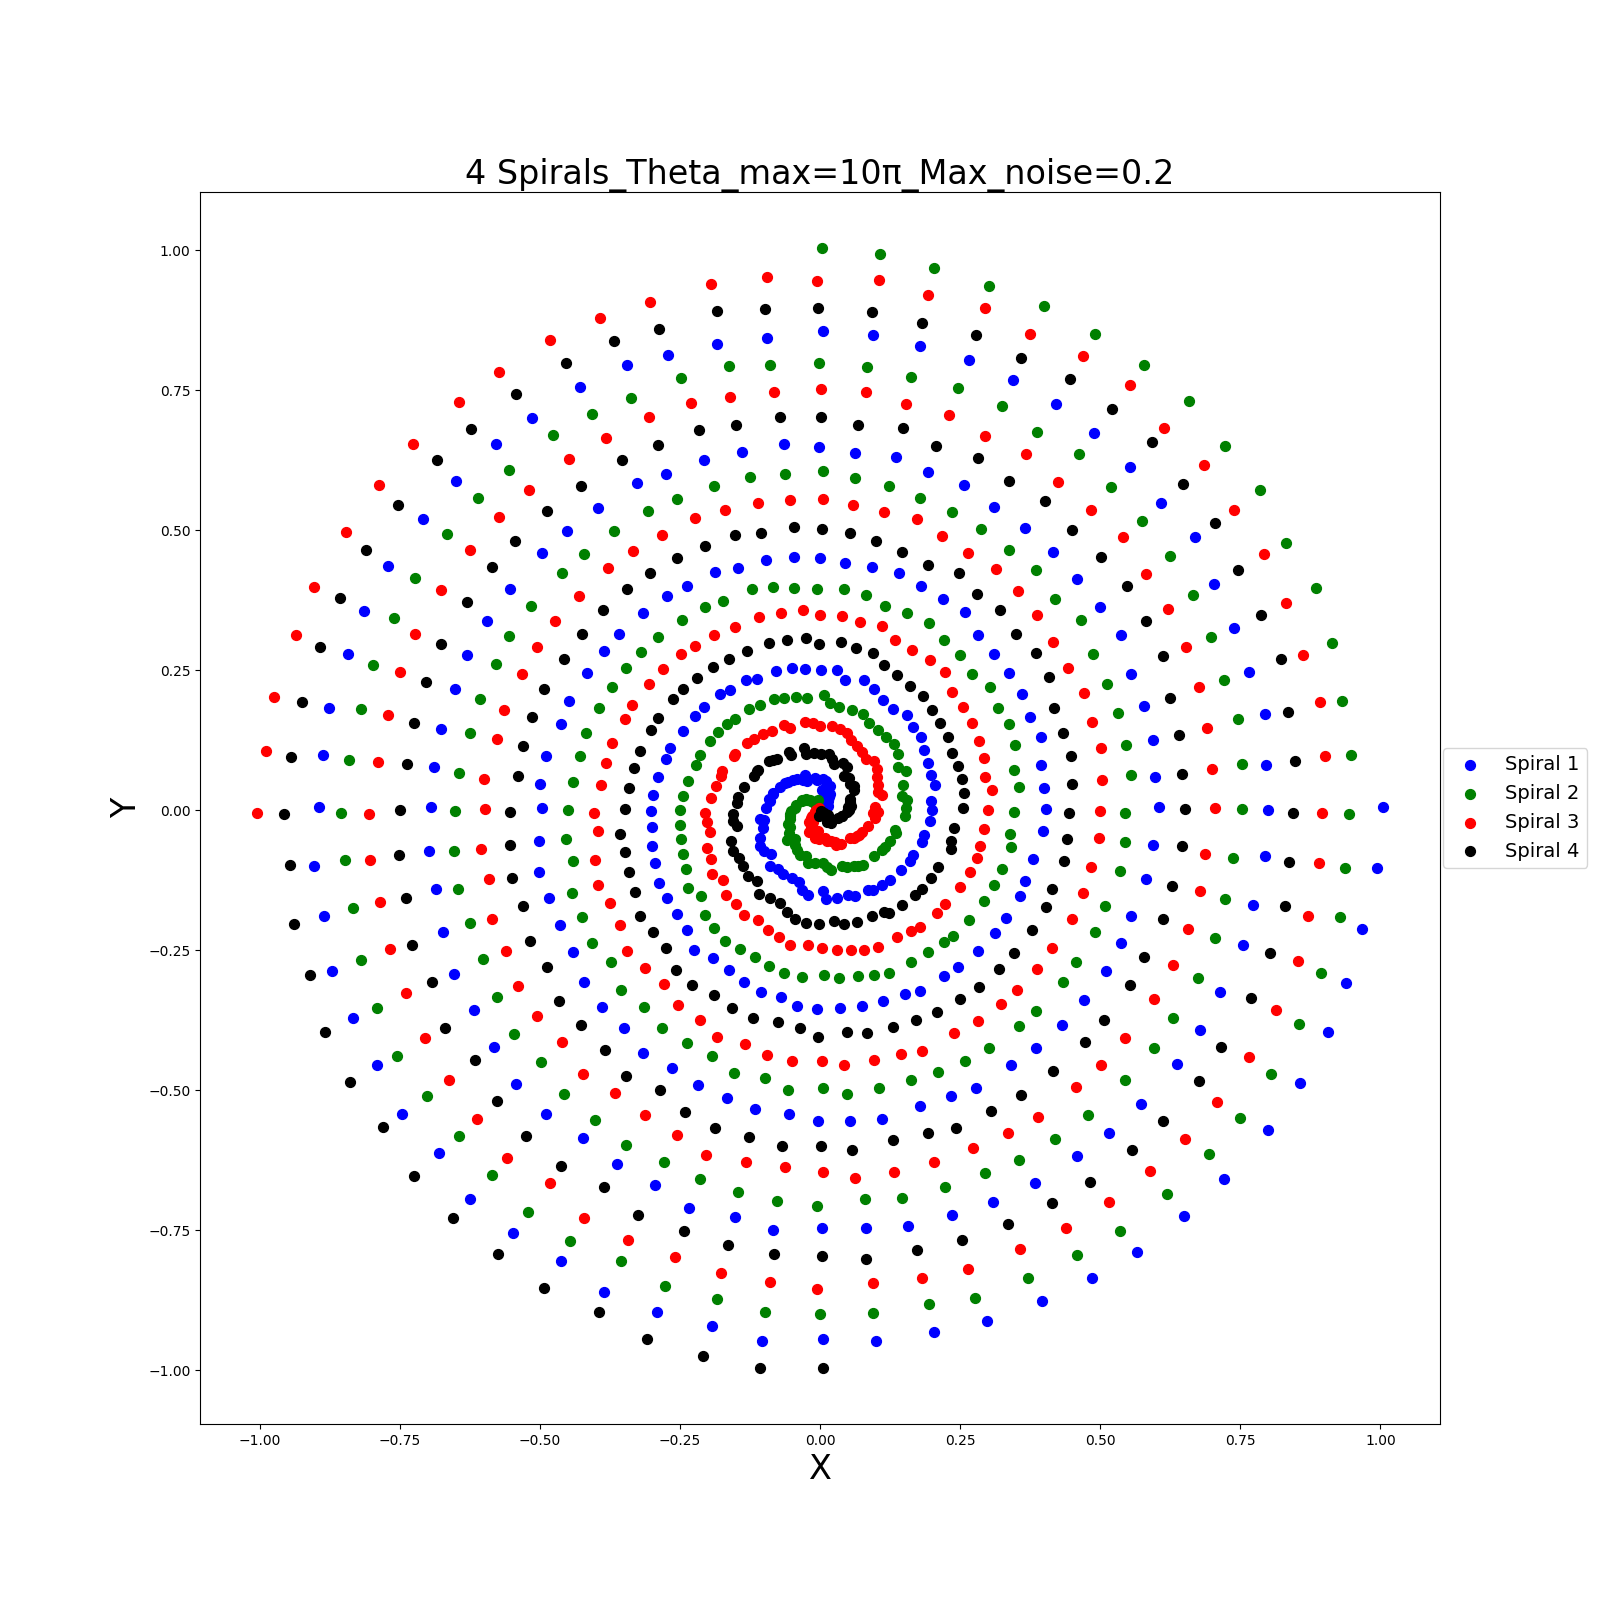 4 Spirals_Theta_max=10π_Max_noise=0.2
1.00
0.75
0.50
0.25
0.00
−0.25
−0.50
−0.75
−1.00
Y
−1.00 −0.75 −0.50 −0.25 0.00 0.25 0.50 0.75 1.00
X
Spiral 1
Spiral 2
Spiral 3
Spiral 4